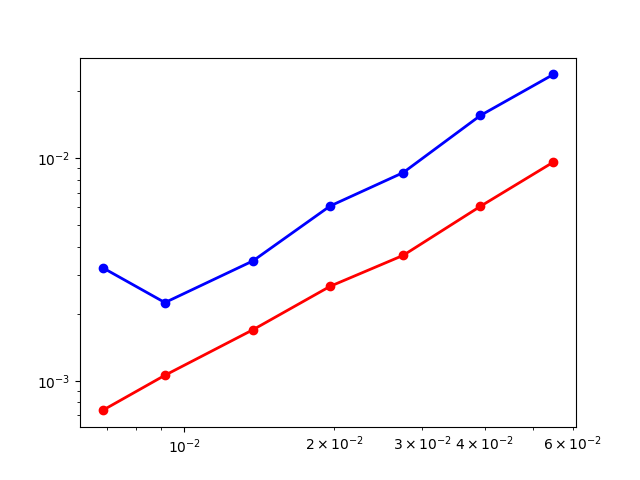 10⁻²
10⁻³
10⁻²
2 × 10⁻²
3 × 10⁻²
4 × 10⁻²
6 × 10⁻²